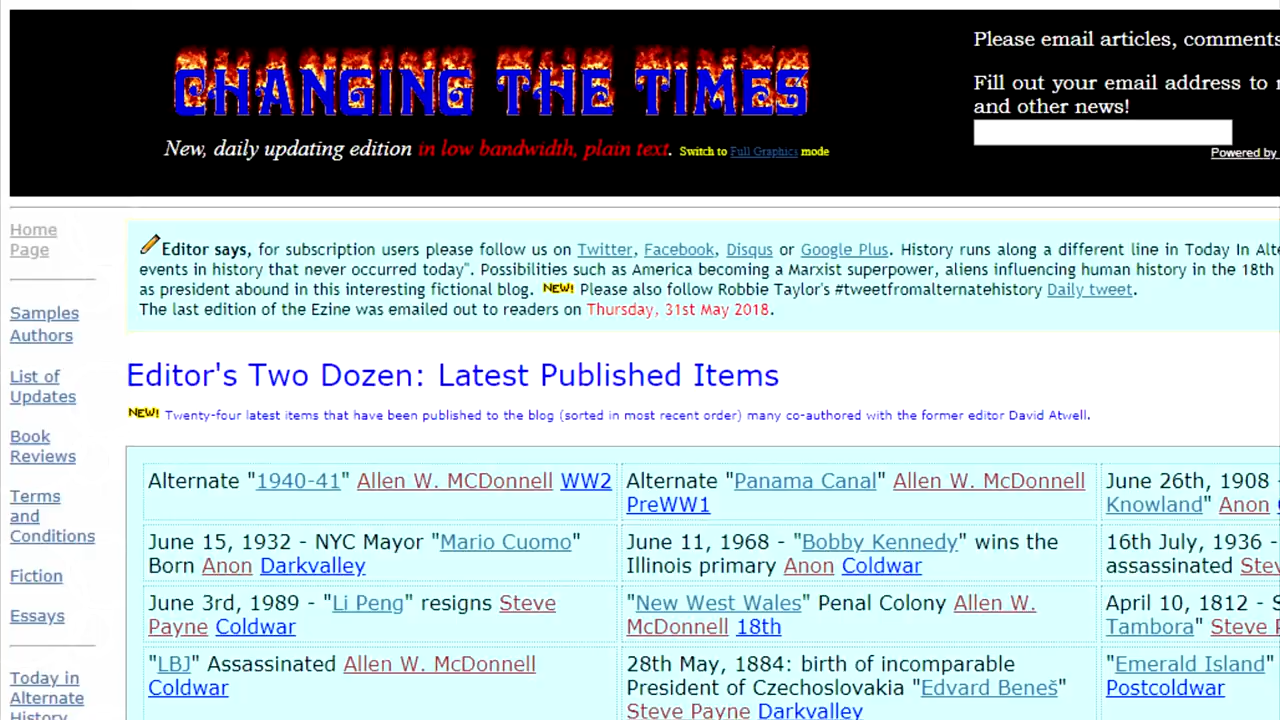 CHANGING THE TIMES
New, daily updating edition in low bandwidth, plain text. Switch to Full Graphics mode
Please email articles, comments
Fill out your email address to
and other news!
Powered by
Home
Page
Samples
Authors
List of
Updates
Book
Reviews
Terms
and
Conditions
Fiction
Essays
Today in
Alternate
History
Editor says, for subscription users please follow us on Twitter, Facebook, Disqus or Google Plus. History runs along a different line in Today In Alte
events in history that never occurred today". Possibilities such as America becoming a Marxist superpower, aliens influencing human history in the 18th
as president abound in this interesting fictional blog. NEW! Please also follow Robbie Taylor's #tweetfromalternatehistory Daily tweet.
The last edition of the Ezine was emailed out to readers on Thursday, 31st May 2018.
Editor's Two Dozen: Latest Published Items
NEW! Twenty-four latest items that have been published to the blog (sorted in most recent order) many co-authored with the former editor David Atwell.
Alternate "1940-41" Allen W. MCDonnell WW2
Alternate "Panama Canal" Allen W. McDonnell
PreWW1
June 26th, 1908 -
Knowland" Anon
June 15, 1932 - NYC Mayor "Mario Cuomo"
Born Anon Darkvalley
June 11, 1968 - "Bobby Kennedy" wins the
Illinois primary Anon Coldwar
16th July, 1936 -
assassinated Stev
June 3rd, 1989 - "Li Peng" resigns Steve
Payne Coldwar
"New West Wales" Penal Colony Allen W.
McDonnell 18th
April 10, 1812 - S
Tambora" Steve P
"LBJ" Assassinated Allen W. McDonnell
Coldwar
28th May, 1884: birth of incomparable
President of Czechoslovakia "Edvard Beneš"
Steve Payne Darkvalley
"Emerald Island"
Postcoldwar